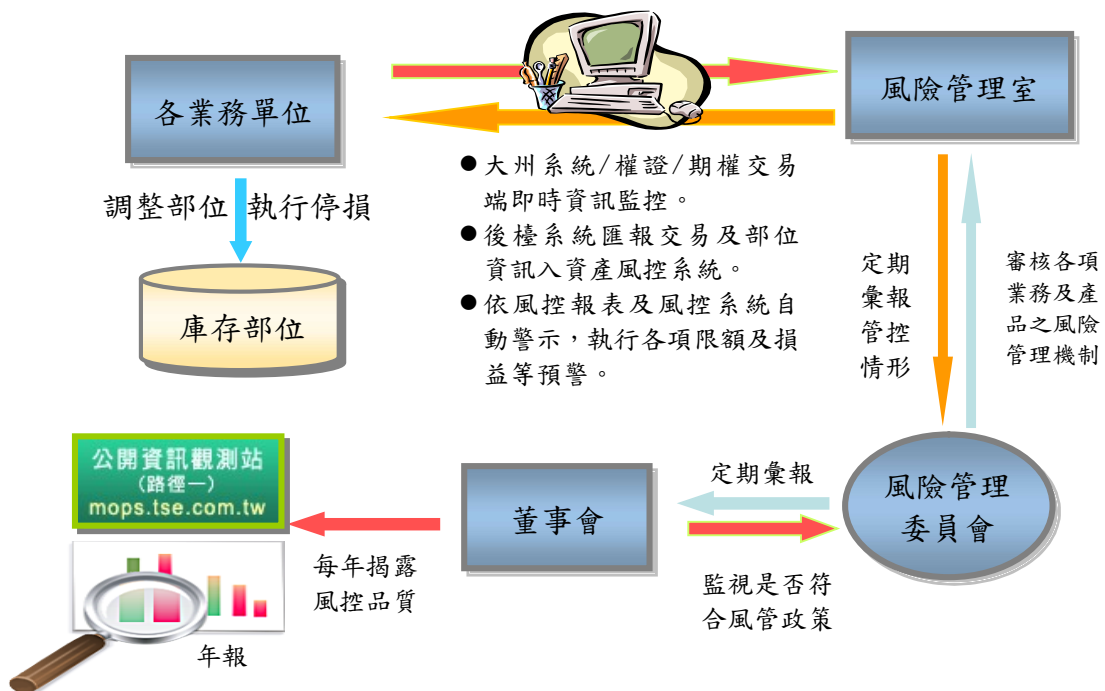 各業務單位
風險管理室
調整部位 執行停損
庫存部位
●大州系統/權證/期權交易
端即時資訊監控。
●後檯系統匯報交易及部位
資訊入資產風控系統。
●依風控報表及風控系統自
動警示，執行各項限額及損
益等預警。
定期
彙報
管控
情形
審核各項
業務及產
品之風險
管理機制
公開資訊觀測站
(路徑一)
mops.tse.com.tw
每年揭露
風控品質
年報
董事會
定期彙報
監視是否符
合風管政策
風險管理
委員會